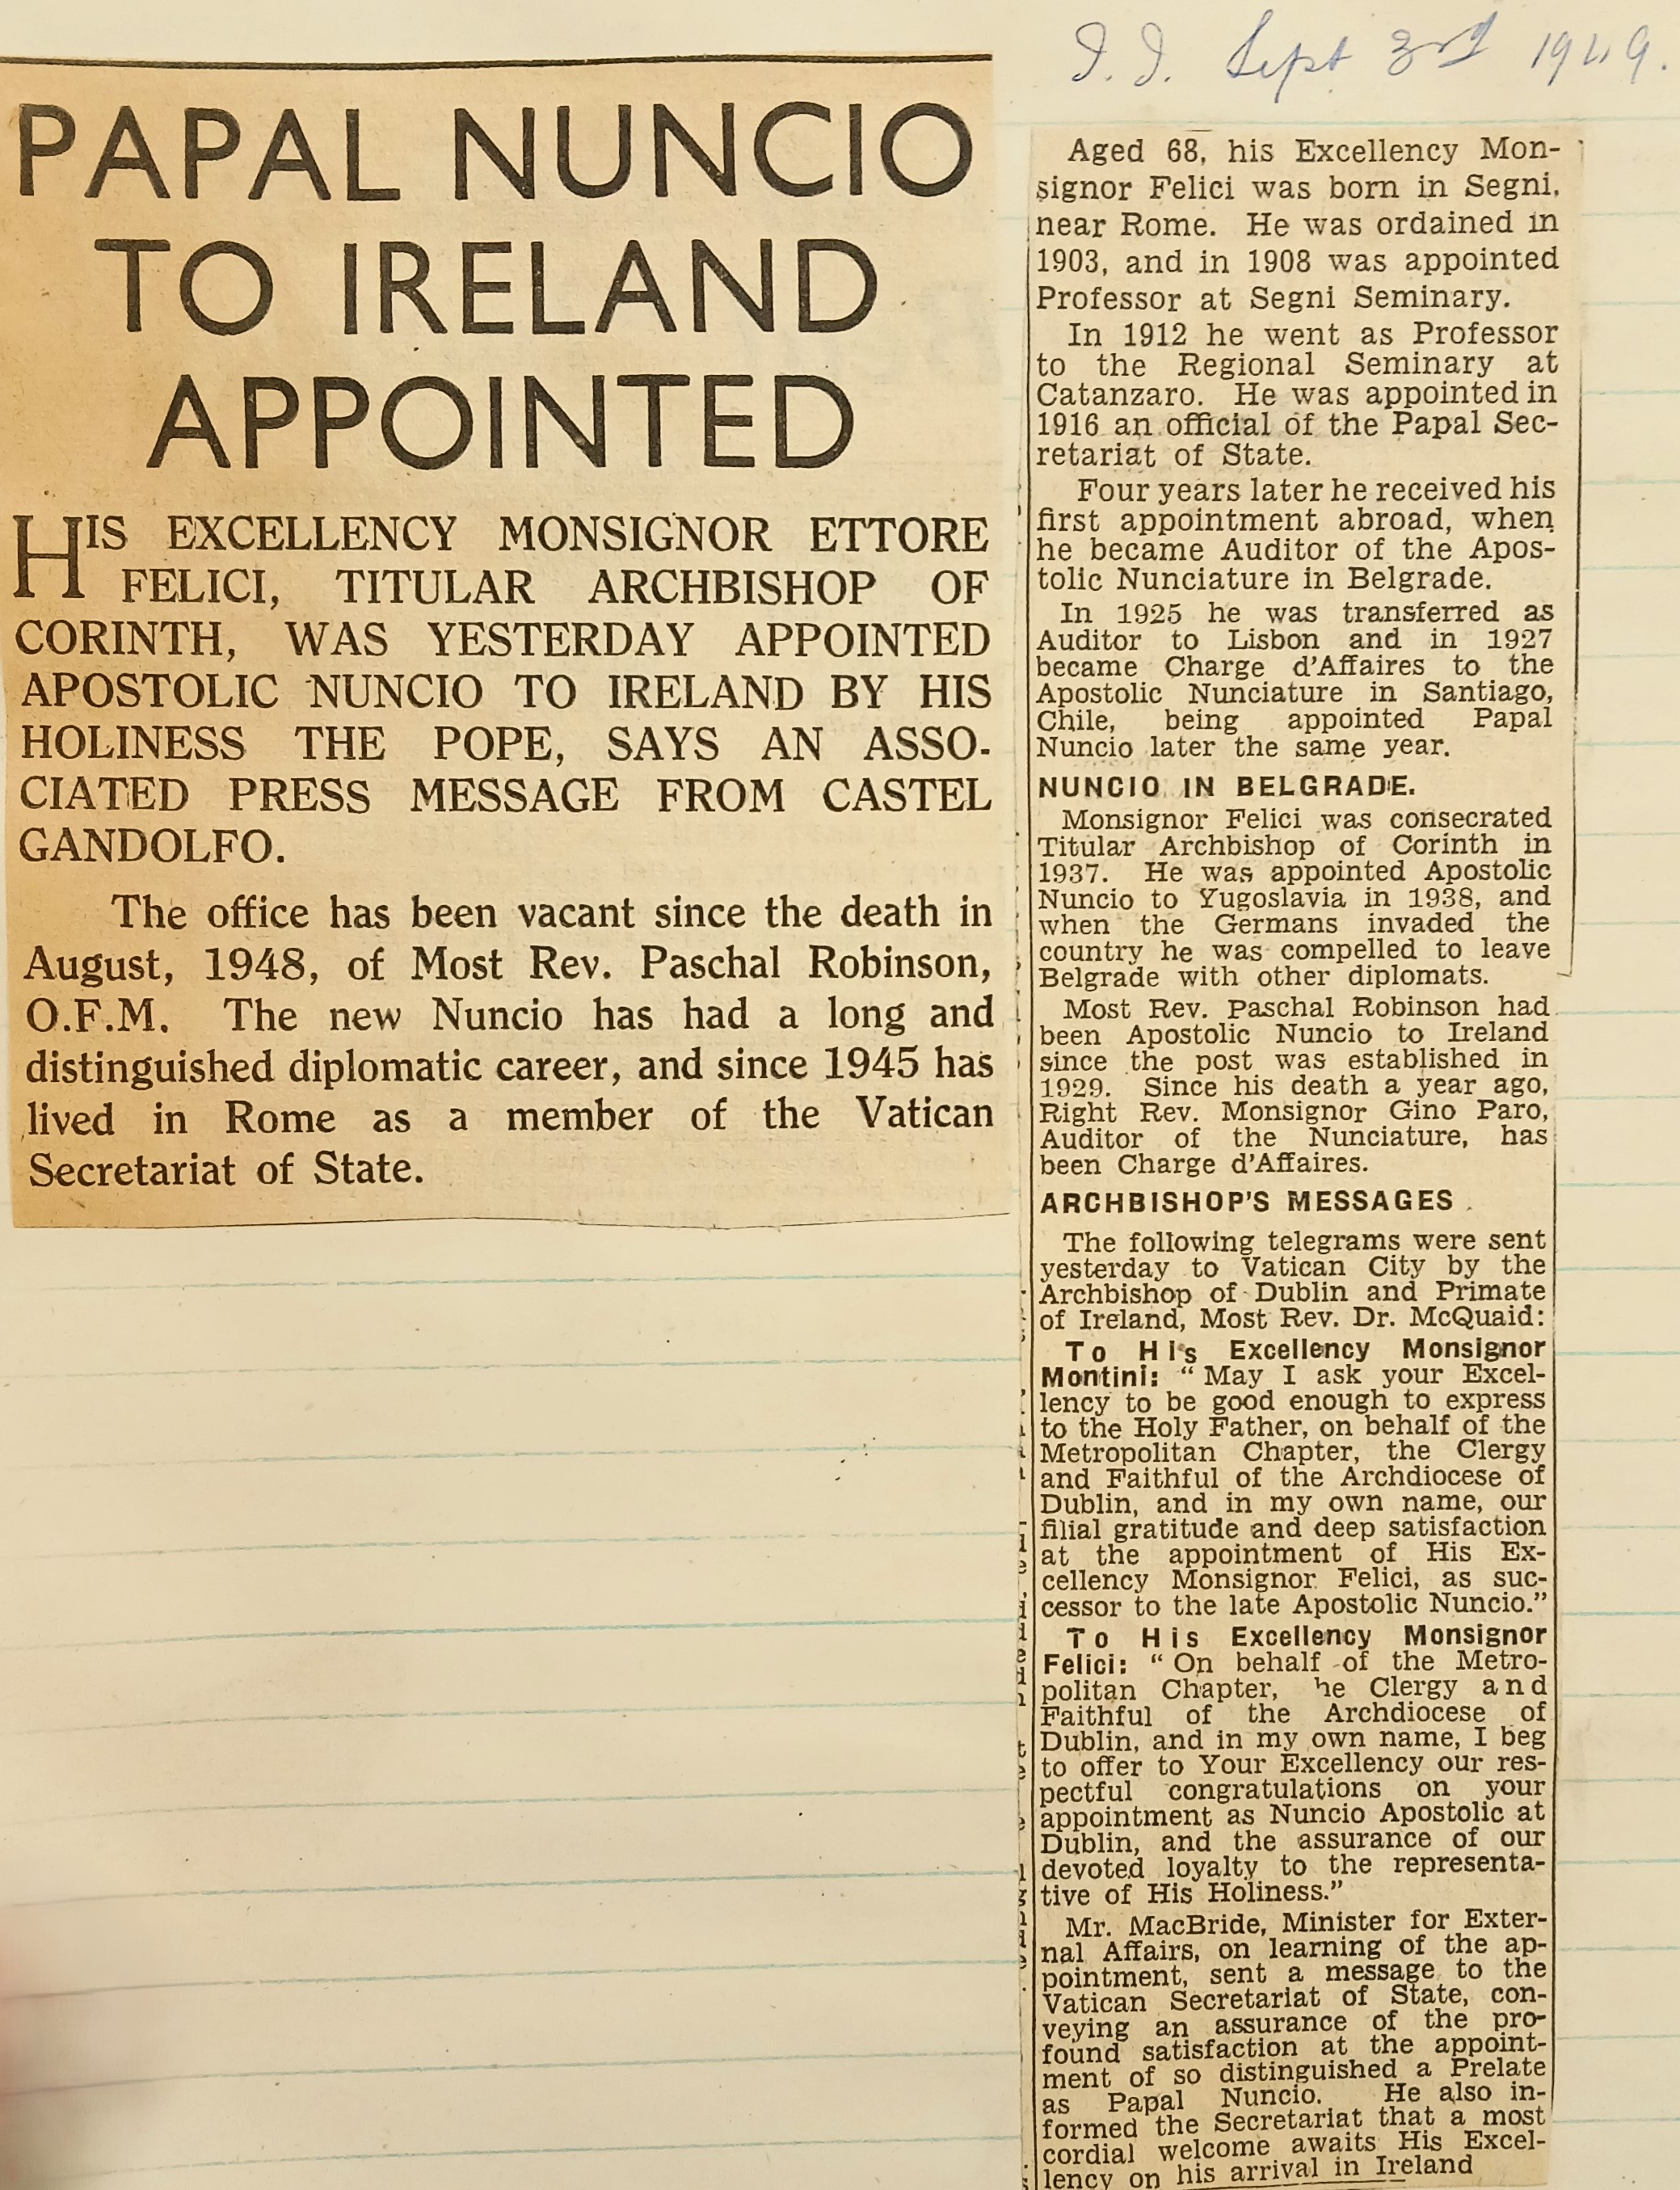 PAPAL NUNCIO
TO IRELAND
APPOINTED
HIS EXCELLENCY MONSIGNOR ETTORE
FELICI, TITULAR ARCHBISHOP OF
CORINTH, WAS YESTERDAY APPOINTED
APOSTOLIC NUNCIO TO IRELAND BY HIS
HOLINESS THE POPE, SAYS AN ASSO-
CIATED PRESS MESSAGE FROM CASTEL
GANDOLFO.
The office has been vacant since the death in
August, 1948, of Most Rev. Paschal Robinson,
O.F.M. The new Nuncio has had a long and
distinguished diplomatic career, and since 1945 has
lived in Rome as a member of the Vatican
Secretariat of State.
I. I. Sept 3rd 1949.
Aged 68, his Excellency Mon-
signor Felici was born in Segni,
near Rome. He was ordained in
1903, and in 1908 was appointed
Professor at Segni Seminary.
In 1912 he went as Professor
to the Regional Seminary at
Catanzaro. He was appointed in
1916 an official of the Papal Sec-
retariat of State.
Four years later he received his
first appointment abroad, when
he became Auditor of the Apos-
tolic Nunciature in Belgrade.
In 1925 he was transferred as
Auditor to Lisbon and in 1927
became Charge d'Affaires to the
Apostolic Nunciature in Santiago,
Chile, being appointed Papal
Nuncio later the same year.
NUNCIO IN BELGRADE.
Monsignor Felici was consecrated
Titular Archbishop of Corinth in
1937. He was appointed Apostolic
Nuncio to Yugoslavia in 1938, and
when the Germans invaded the
country he was compelled to leave
Belgrade with other diplomats.
Most Rev. Paschal Robinson had
been Apostolic Nuncio to Ireland
since the post was established in
1929. Since his death a year ago,
Right Rev. Monsignor Gino Paro,
Auditor of the Nunciature, has
been Charge d'Affaires.
ARCHBISHOP'S MESSAGES
The following telegrams were sent
yesterday to Vatican City by the
Archbishop of Dublin and Primate
of Ireland, Most Rev. Dr. McQuaid:
To His Excellency Monsignor
Montini: "May I ask your Excel-
lency to be good enough to express
to the Holy Father, on behalf of the
Metropolitan Chapter, the Clergy
and Faithful of the Archdiocese of
Dublin, and in my own name, our
filial gratitude and deep satisfaction
at the appointment of His Ex-
cellency Monsignor Felici, as suc-
cessor to the late Apostolic Nuncio."
To His Excellency Monsignor
Felici: "On behalf of the Metro-
politan Chapter, he Clergy and
Faithful of the Archdiocese of
Dublin, and in my own name, I beg
to offer to Your Excellency our res-
pectful congratulations on your
appointment as Nuncio Apostolic at
Dublin, and the assurance of our
devoted loyalty to the representa-
tive of His Holiness."
Mr. MacBride, Minister for Exter-
nal Affairs, on learning of the ap-
pointment, sent a message to the
Vatican Secretariat of State, con-
veying an assurance of the pro-
found satisfaction at the appoint-
ment of so distinguished a Prelate
as Papal Nuncio. He also in-
formed the Secretariat that a most
cordial welcome awaits His Excel-
lency on his arrival in Ireland